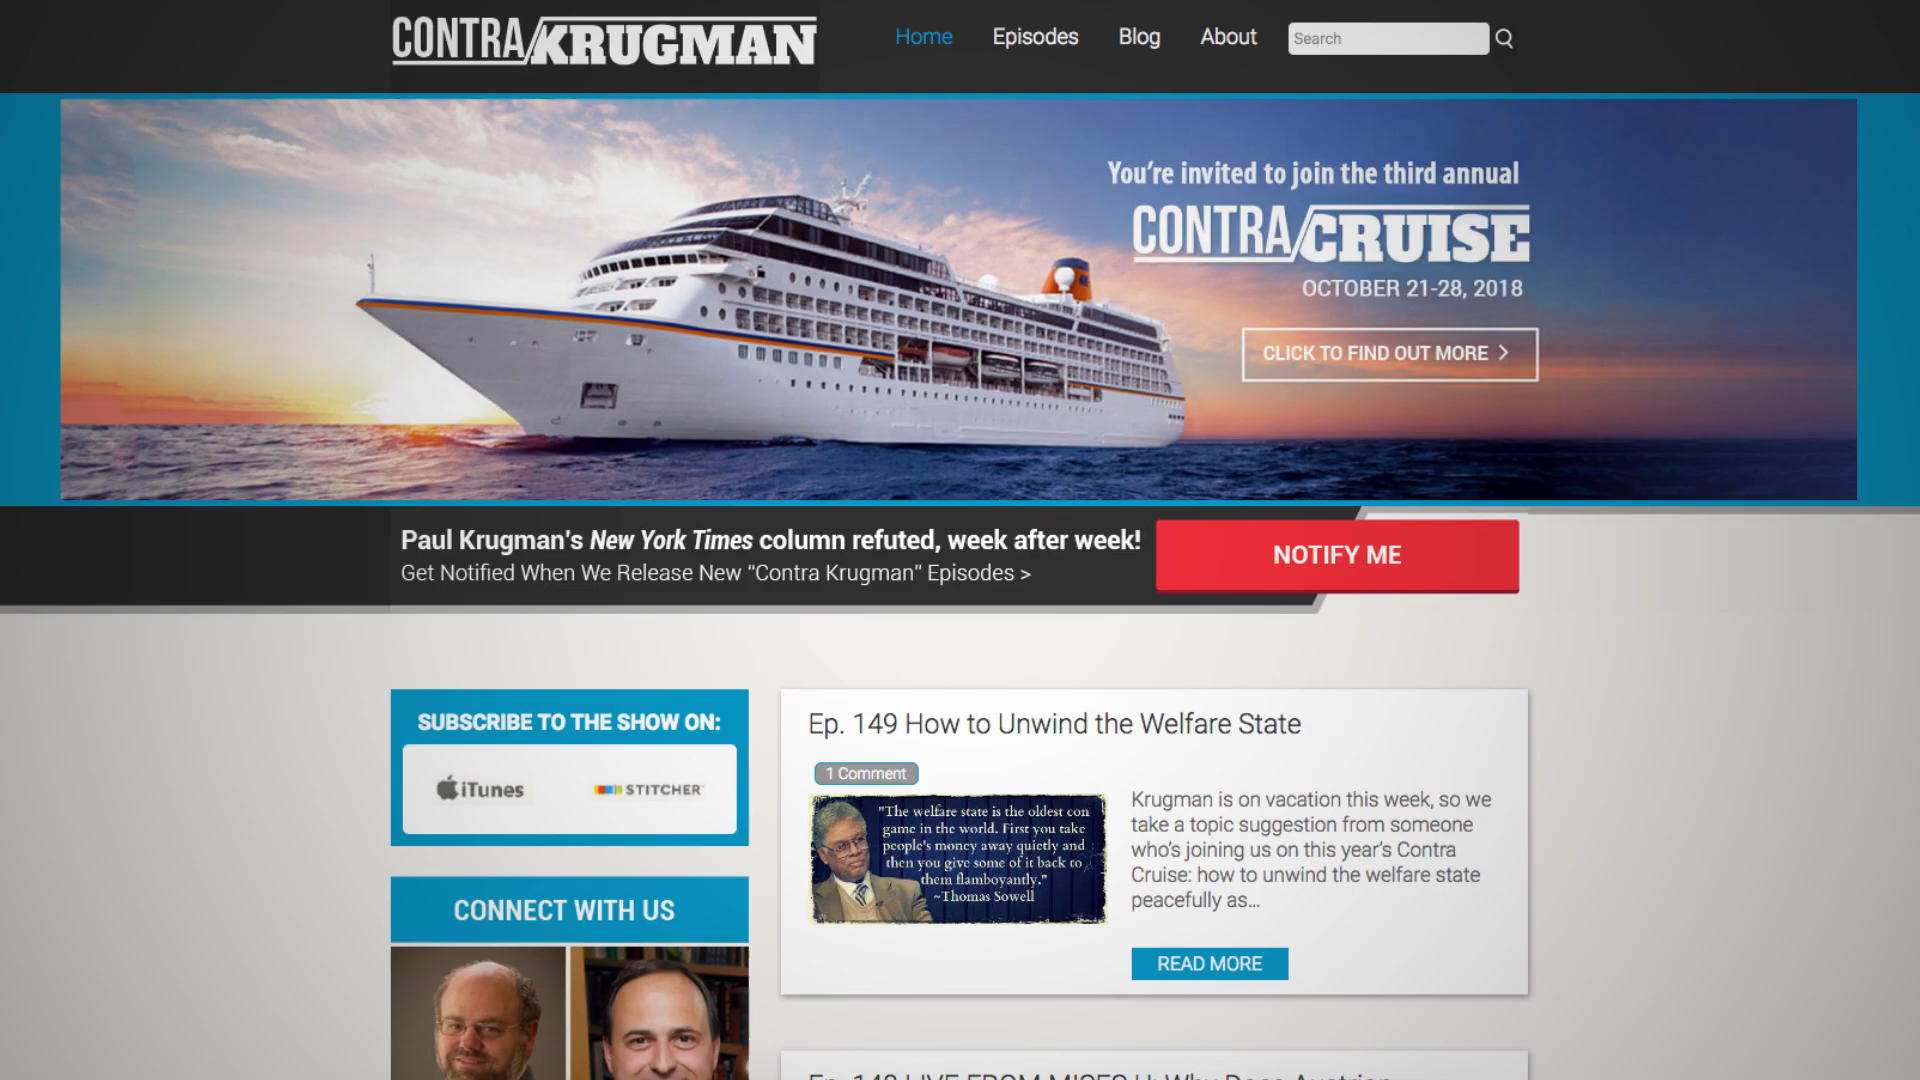 CONTRA/KRUGMAN
Home Episodes Blog About Search
You're invited to join the third annual
CONTRA/CRUISE
OCTOBER 21-28, 2018
CLICK TO FIND OUT MORE >
Paul Krugman's New York Times column refuted, week after week!
Get Notified When We Release New “Contra Krugman” Episodes >
NOTIFY ME
SUBSCRIBE TO THE SHOW ON:
iTunes
STITCHER
CONNECT WITH US
Ep. 149 How to Unwind the Welfare State
1 Comment
"The welfare state is the oldest con
game in the world. First you take
people's money away quietly and
then you give some of it back to
them flamboyantly."
~Thomas Sowell
Krugman is on vacation this week, so we
take a topic suggestion from someone
who's joining us on this year's Contra
Cruise: how to unwind the welfare state
peacefully as...
READ MORE
Ep. 148 LIVE FROM MISES U: Why Does Austrian